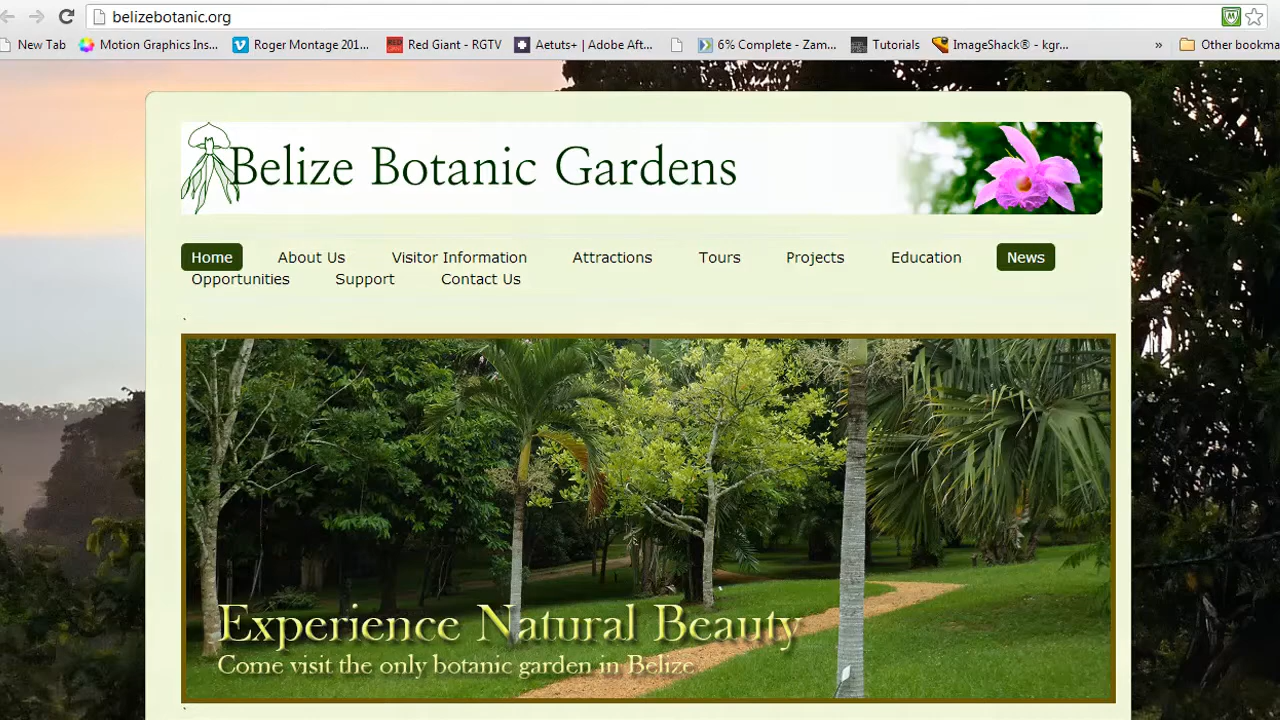 belizebotanic.org
New Tab Motion Graphics Ins... Roger Montage 201... Red Giant - RGTV Aetuts+ | Adobe Aft... 6% Complete - Zam... Tutorials ImageShack® - kgr... » Other bookma
Belize Botanic Gardens
Home About Us Visitor Information Attractions Tours Projects Education News
Opportunities Support Contact Us
Experience Natural Beauty
Come visit the only botanic garden in Belize